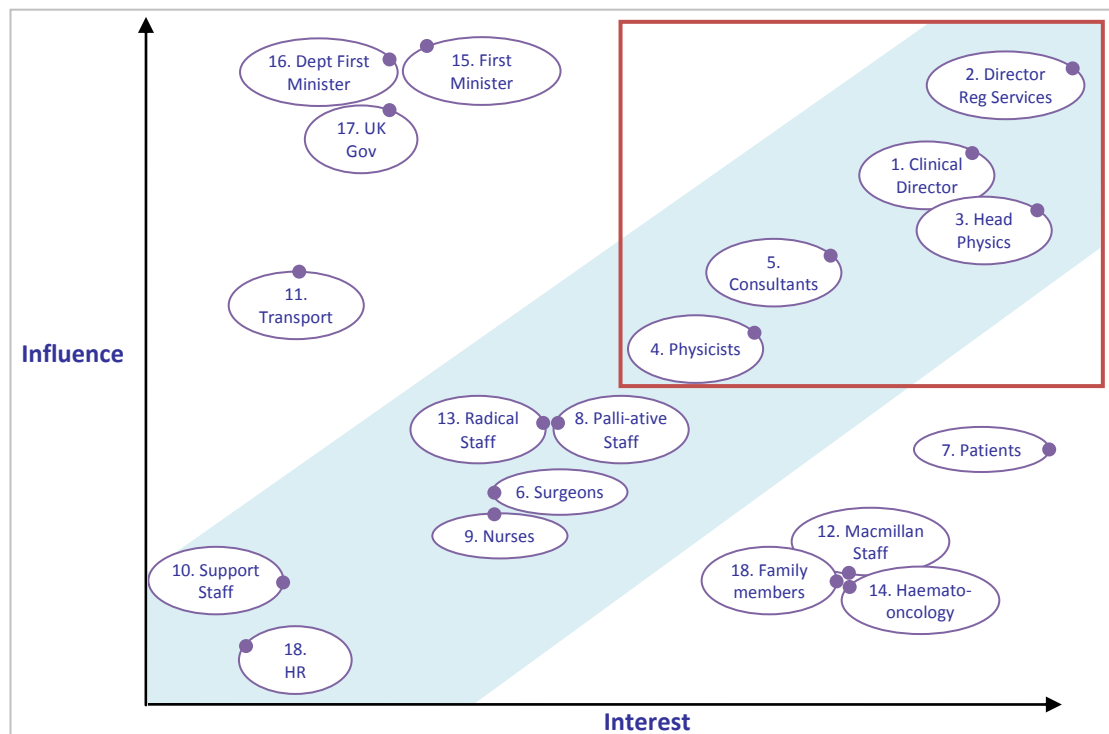 16. Dept First
Minister
15. First
Minister
17. UK
Gov
2. Director
Reg Services
1. Clinical
Director
3. Head
Physics
5.
Consultants
11.
Transport
4. Physicists
Influence
13. Radical
Staff
8. Palli-ative
Staff
7. Patients
6. Surgeons
9. Nurses
12. Macmillan
Staff
10. Support
Staff
18. Family
members
14. Haemato-
oncology
18.
HR
Interest